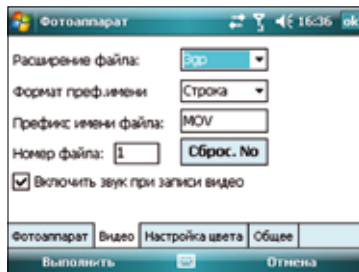 Фотоаппарат 16:36 ok
Расширение файла: 3gp
Формат преф.имени Строка
Префикс имени файла: MOV
Номер файла: 1 Сброс. No
Включить звук при записи видео
Фотоаппарат Видео Настройка цвета Общее
Выполнить Отмена